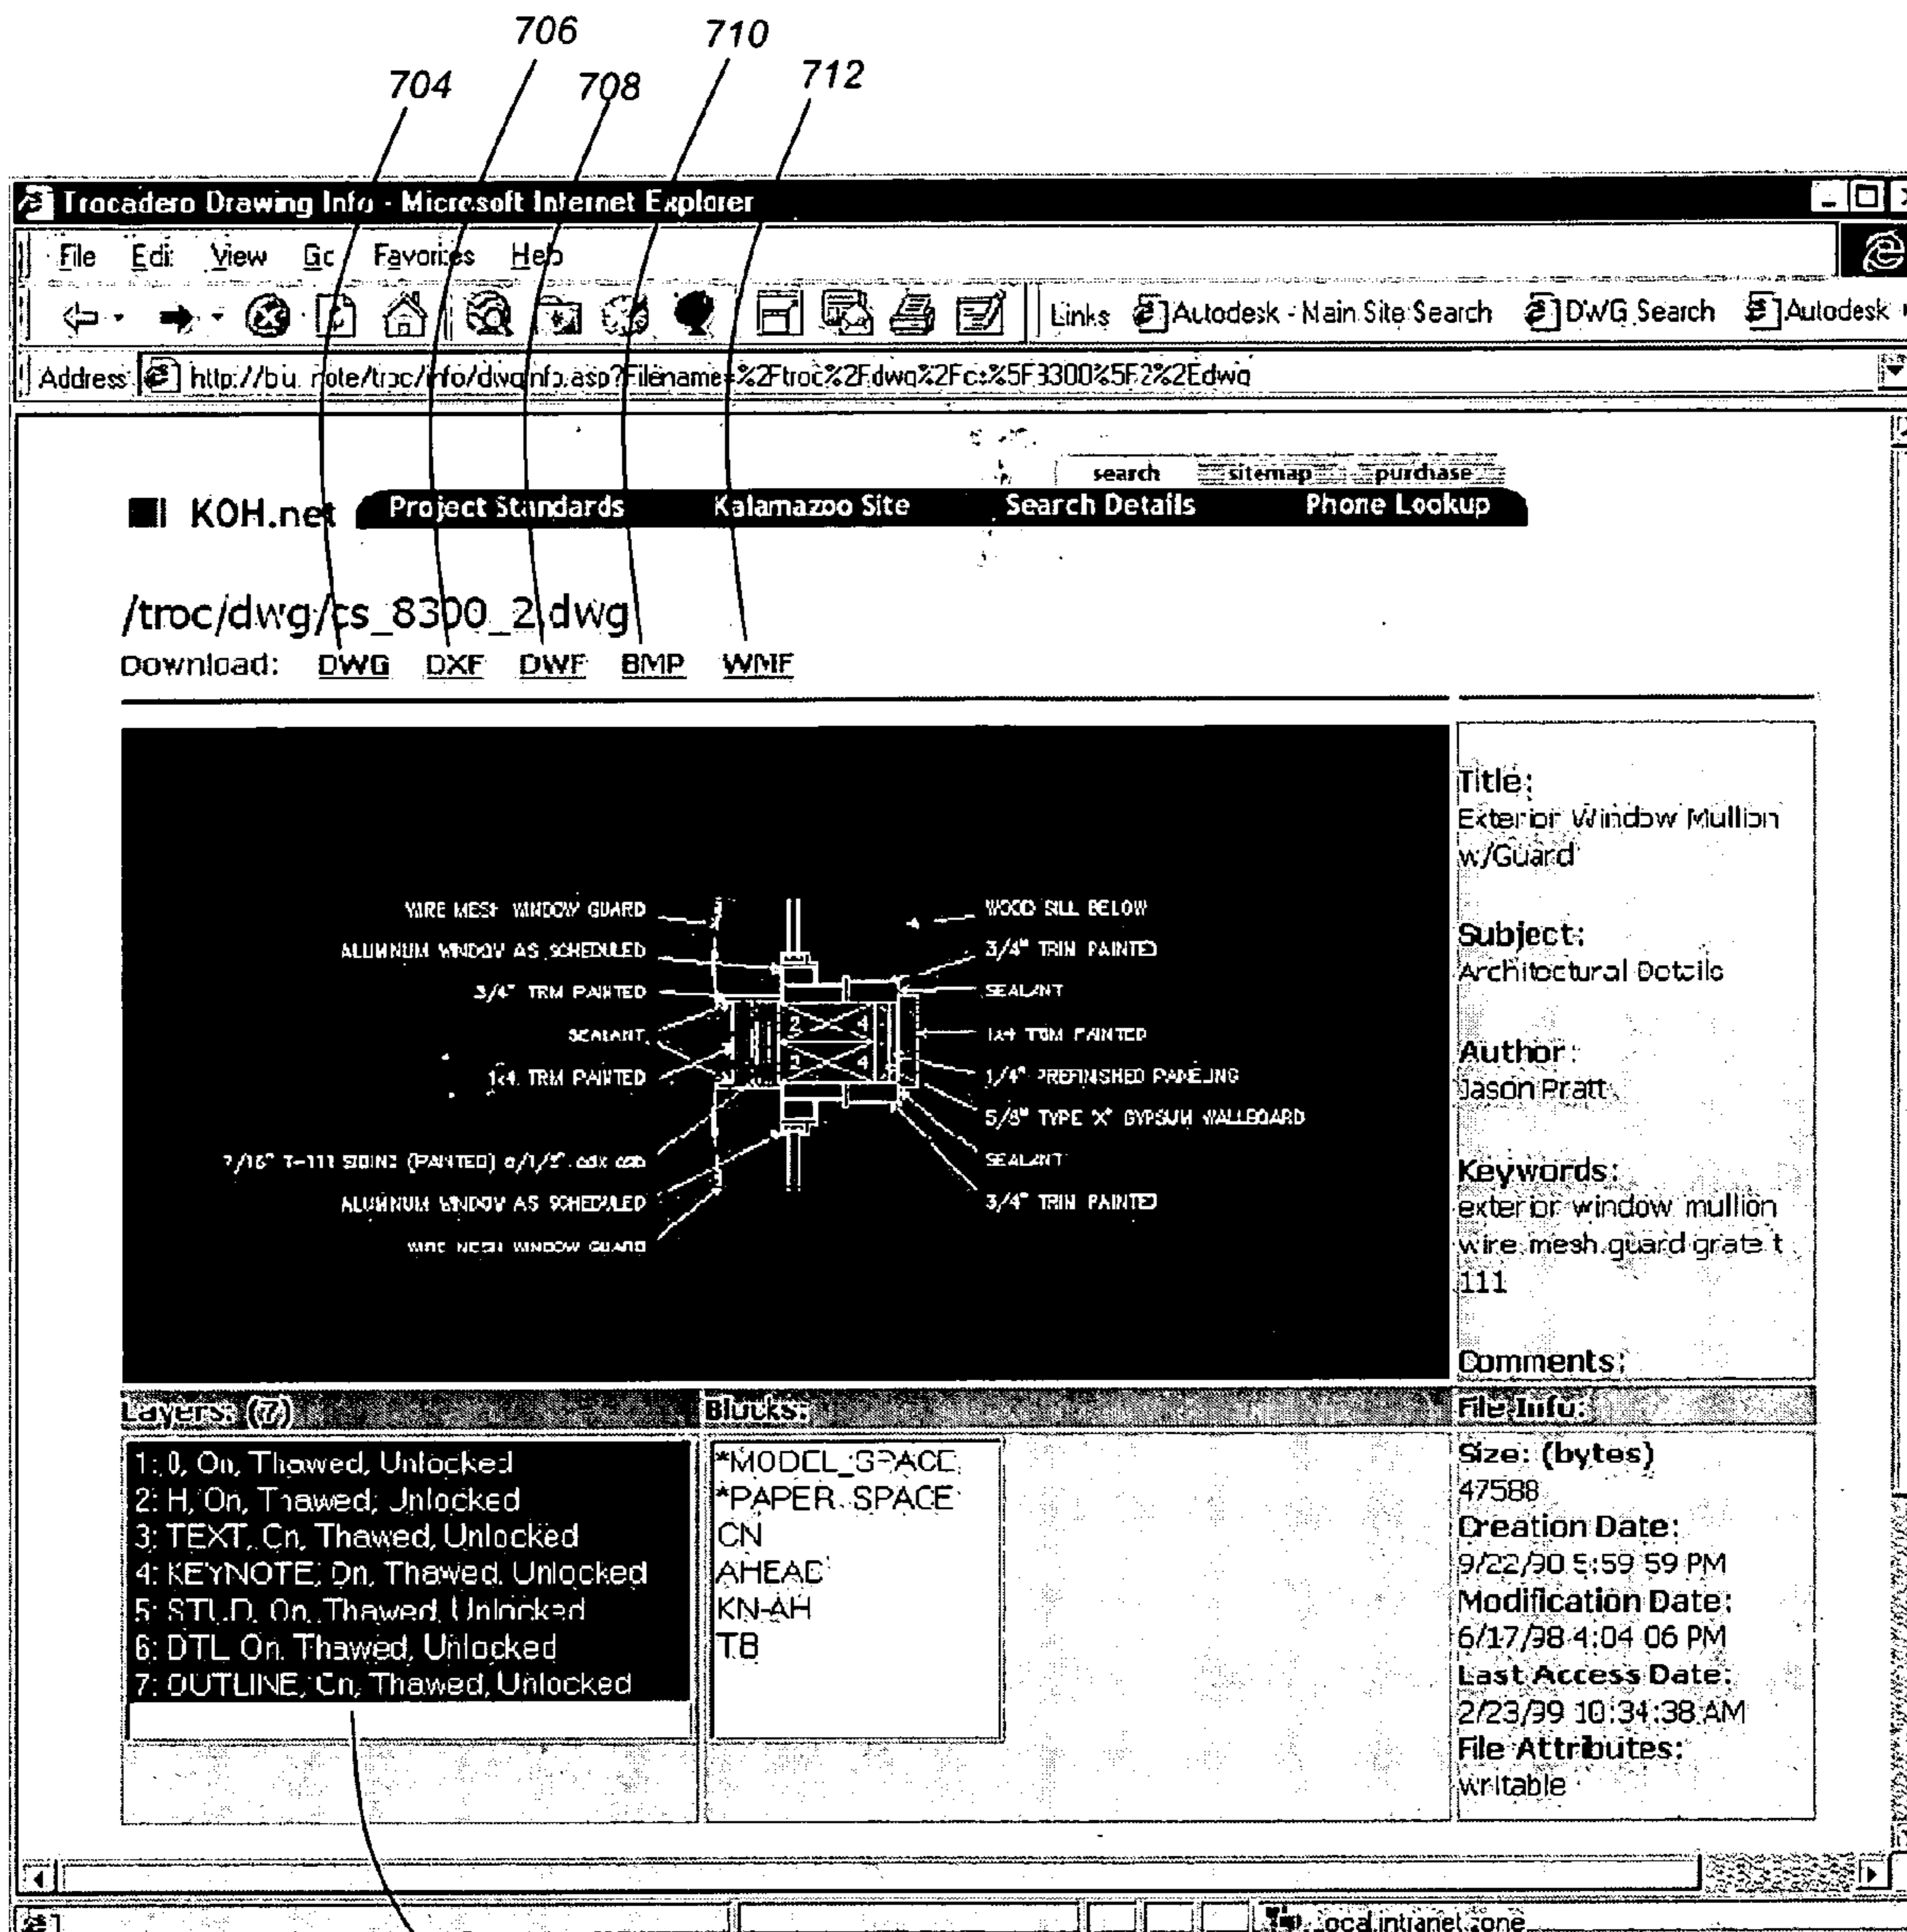 706
710
704
708
712
Trocadero Drawing Info - Microsoft Internet Explorer
File Edit View Go Favorites Help
Links Autodesk - Main Site Search DWG Search Autodesk
Address
search sitemap purchase
KOH.net Project Standards Kalamazoo Site Search Details Phone Lookup
/troc/dwg/cs_8300_2.dwg
Download: DWG DXF DWF BMP WMF
WIRE MESH WINDOW GUARD
ALUMINUM WINDOW AS SCHEDULED
3/4" TRIM PAINTED
SEALANT
1x4 TRIM PAINTED
7/16" T-111 SIDING (PAINTED)
ALUMINUM WINDOW AS SCHEDULED
WIRE MESH WINDOW GUARD
2 4
2 4
WOOD SILL BELOW
3/4" TRIM PAINTED
SEALANT
1x4 TRIM PAINTED
1/4" PREFINISHED PANELING
5/8" TYPE 'X' GYPSUM WALLBOARD
SEALANT
3/4" TRIM PAINTED
Title:
Exterior Window Mullion
w/Guard
Subject:
Architectural Details
Author:
Jason Pratt
Keywords:
exterior window mullion
wire mesh guard grate t
111
Comments:
Layers: (7)
1: 0, On, Thawed, Unlocked
2: H, On, Thawed, Unlocked
3: TEXT, On, Thawed, Unlocked
4: KEYNOTE, On, Thawed, Unlocked
5: On, Thawed, Unlocked
6: DTL On, Thawed, Unlocked
7: OUTLINE, On, Thawed, Unlocked
Blocks:
*MODEL_SPACE
*PAPER_SPACE
CN
AHEAD
KN-AH
TB
File Info:
Size: (bytes)
47588
Creation Date:
9/22/90 5:59:59 PM
Modification Date:
6/17/98 4:04:06 PM
Last Access Date:
2/23/99 10:34:38 AM
File Attributes:
writable
Local intranet zone